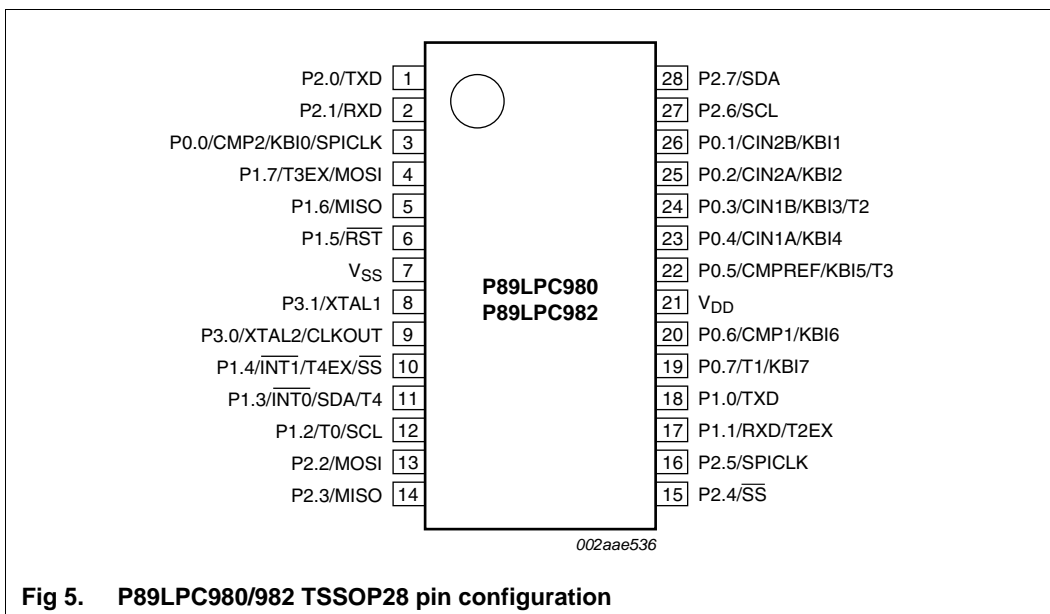 P2.0/TXD 1
P2.1/RXD 2
P0.0/CMP2/KBI0/SPICLK 3
P1.7/T3EX/MOSI 4
P1.6/MISO 5
P1.5/R̅S̅T̅ 6
VSS 7
P3.1/XTAL1 8
P3.0/XTAL2/CLKOUT 9
P1.4/I̅N̅T̅1̅/T4EX/S̅S̅ 10
P1.3/I̅N̅T̅0̅/SDA/T4 11
P1.2/T0/SCL 12
P2.2/MOSI 13
P2.3/MISO 14
P89LPC980
P89LPC982
28 P2.7/SDA
27 P2.6/SCL
26 P0.1/CIN2B/KBI1
25 P0.2/CIN2A/KBI2
24 P0.3/CIN1B/KBI3/T2
23 P0.4/CIN1A/KBI4
22 P0.5/CMPREF/KBI5/T3
21 VDD
20 P0.6/CMP1/KBI6
19 P0.7/T1/KBI7
18 P1.0/TXD
17 P1.1/RXD/T2EX
16 P2.5/SPICLK
15 P2.4/S̅S̅
002aae536
Fig 5. P89LPC980/982 TSSOP28 pin configuration